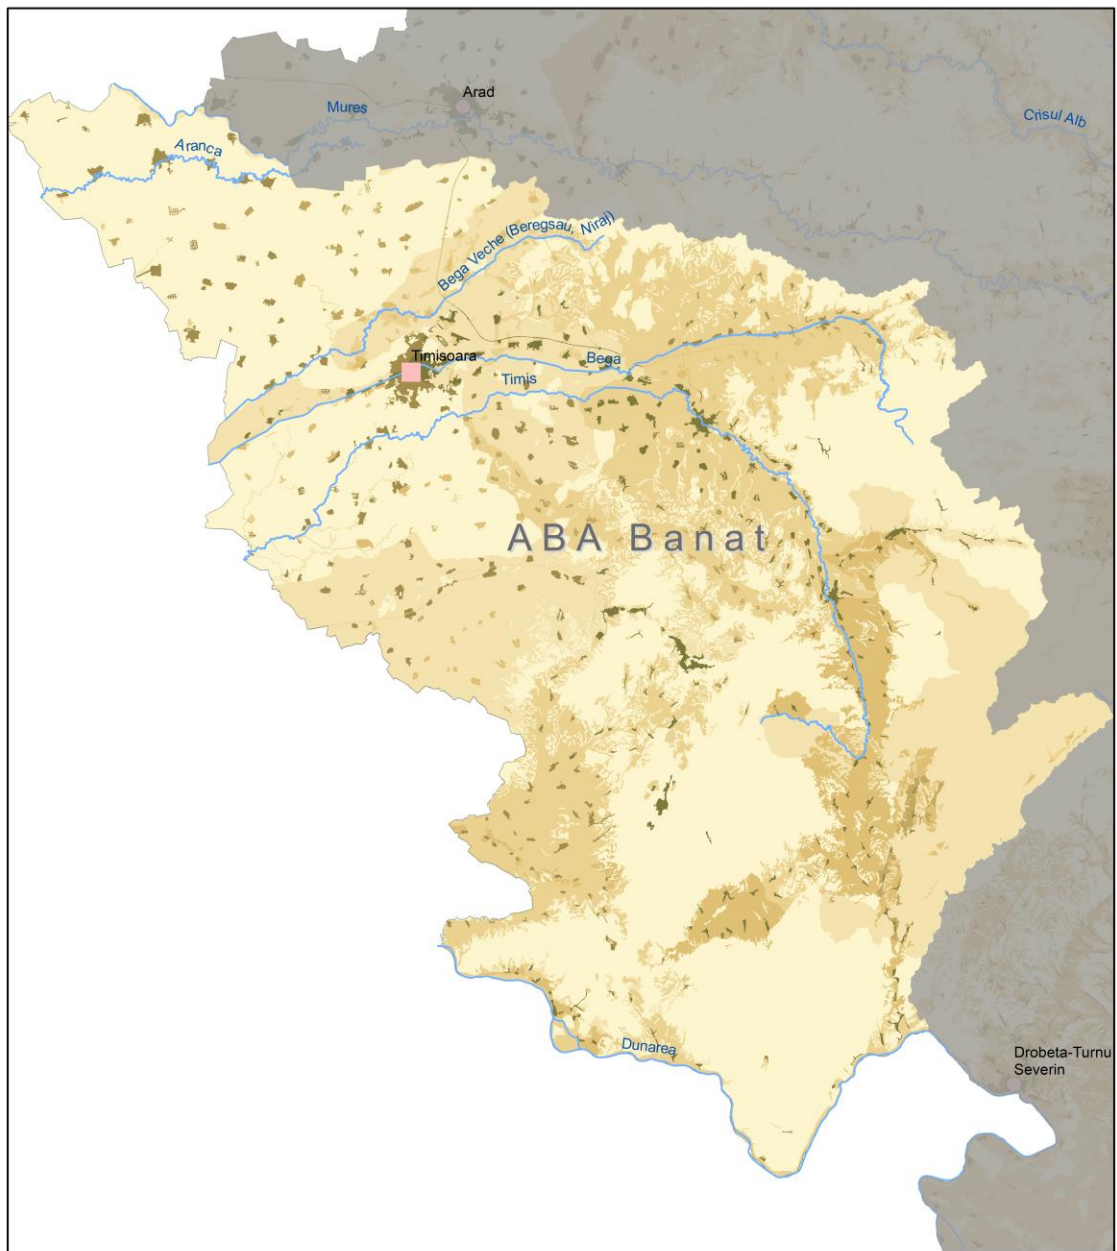 Arad
Mures
Crisul Alb
Aranca
Bega Veche (Beregsau, Niraj)
Timisoara
Bega
Timis
ABA Banat
Dunarea
Drobeta-Turnu
Severin